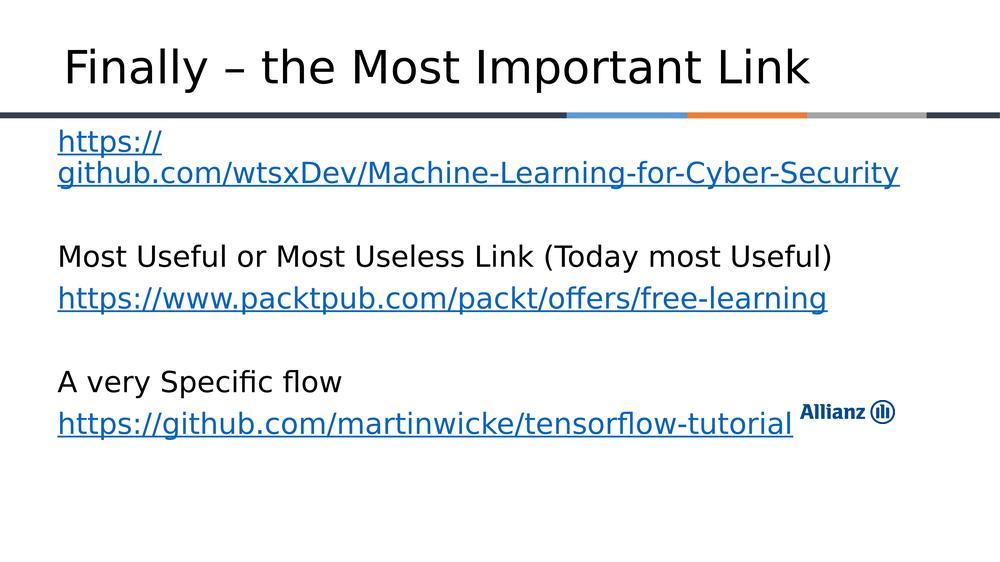 Finally – the Most Important Link
https://
github.com/wtsxDev/Machine-Learning-for-Cyber-Security
Most Useful or Most Useless Link (Today most Useful)
https://www.packtpub.com/packt/offers/free-learning
A very Specific flow
https://github.com/martinwicke/tensorflow-tutorial
Allianz